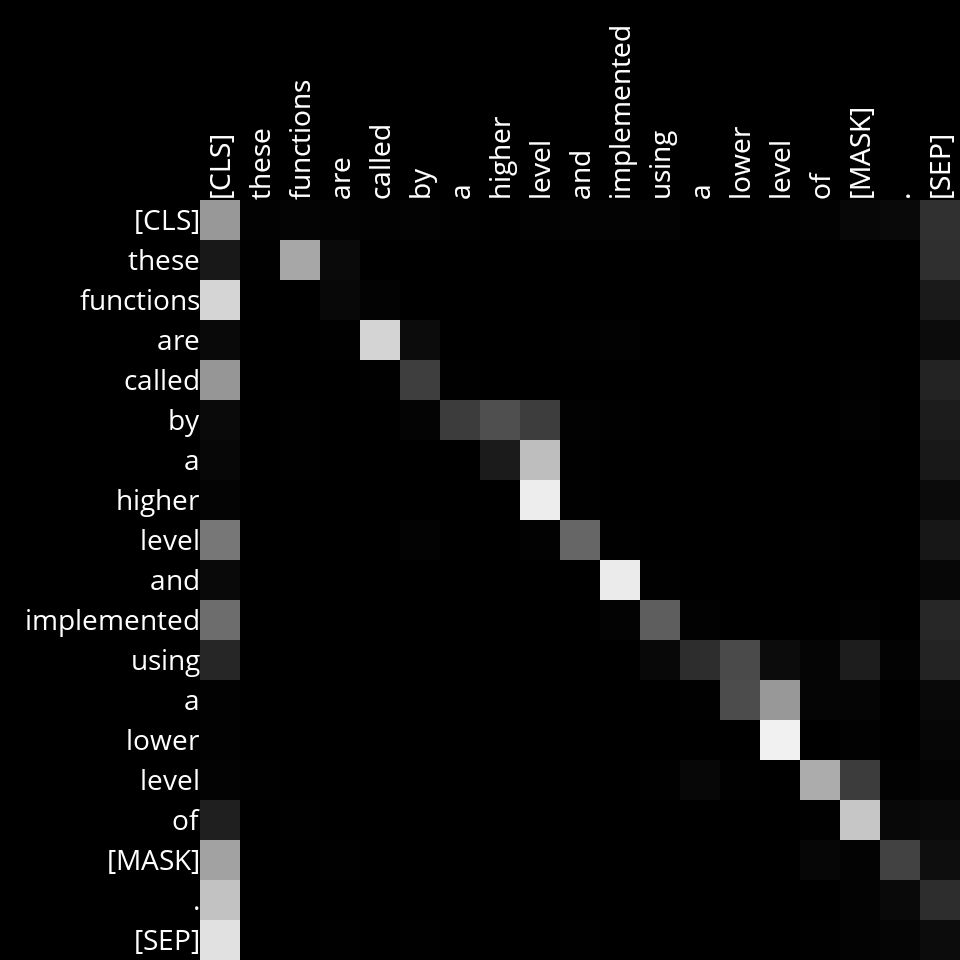 [CLS]
these
functions
are
called
by
a
higher
level
and
implemented
using
a
lower
level
of
[MASK]
.
[SEP]
[CLS]
these
functions
are
called
by
a
higher
level
and
implemented
using
a
lower
level
of
[MASK]
.
[SEP]